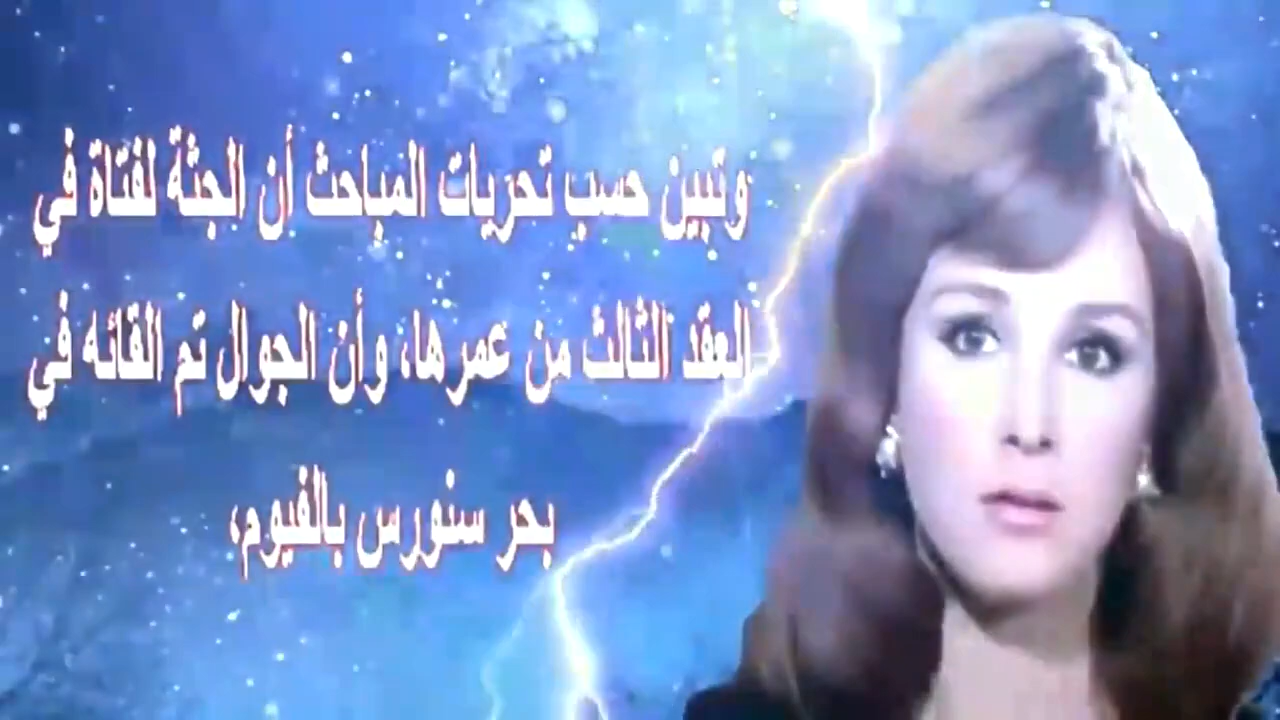 وتبين حسب تحريات المباحث أن الجثة لفتاة في
العقد الثالث من عمرها، وأن الجوال تم القائه في
بحر سنورس بالفيوم،